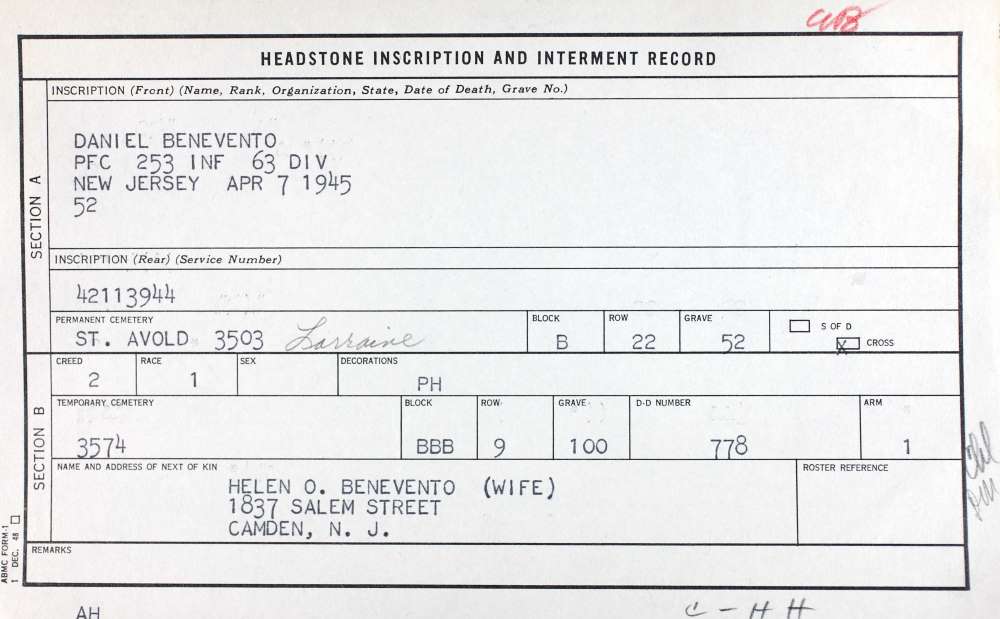 HEADSTONE INSCRIPTION AND INTERMENT RECORD
SECTION A
INSCRIPTION (Front) (Name, Rank, Organization, State, Date of Death, Grave No.)
DANIEL BENEVENTO
PFC 253 INF 63 DIV
NEW JERSEY APR 7 1945
52
INSCRIPTION (Rear) (Service Number)
42113944
PERMANENT CEMETERY BLOCK ROW GRAVE
ST. AVOLD 3503 Lorraine B 22 52
S OF D
X CROSS
SECTION B
CREED RACE SEX DECORATIONS
2 1 PH
TEMPORARY CEMETERY BLOCK ROW GRAVE D-D NUMBER ARM
3574 BBB 9 100 778 1
NAME AND ADDRESS OF NEXT OF KIN ROSTER REFERENCE
HELEN O. BENEVENTO (WIFE)
1837 SALEM STREET
CAMDEN, N. J.
REMARKS
ABMC FORM-1
1 DEC. 48
AH C - H H